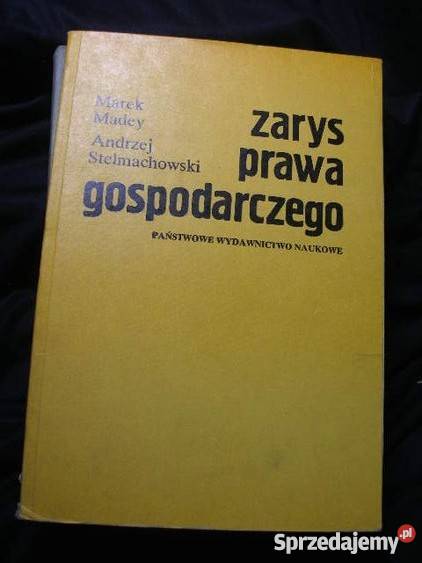 Marek
Madey
Andrzej
Stelmachowski
zarys
prawa
gospodarczego
PAŃSTWOWE WYDAWNICTWO NAUKOWE
Sprzedajemy.pl